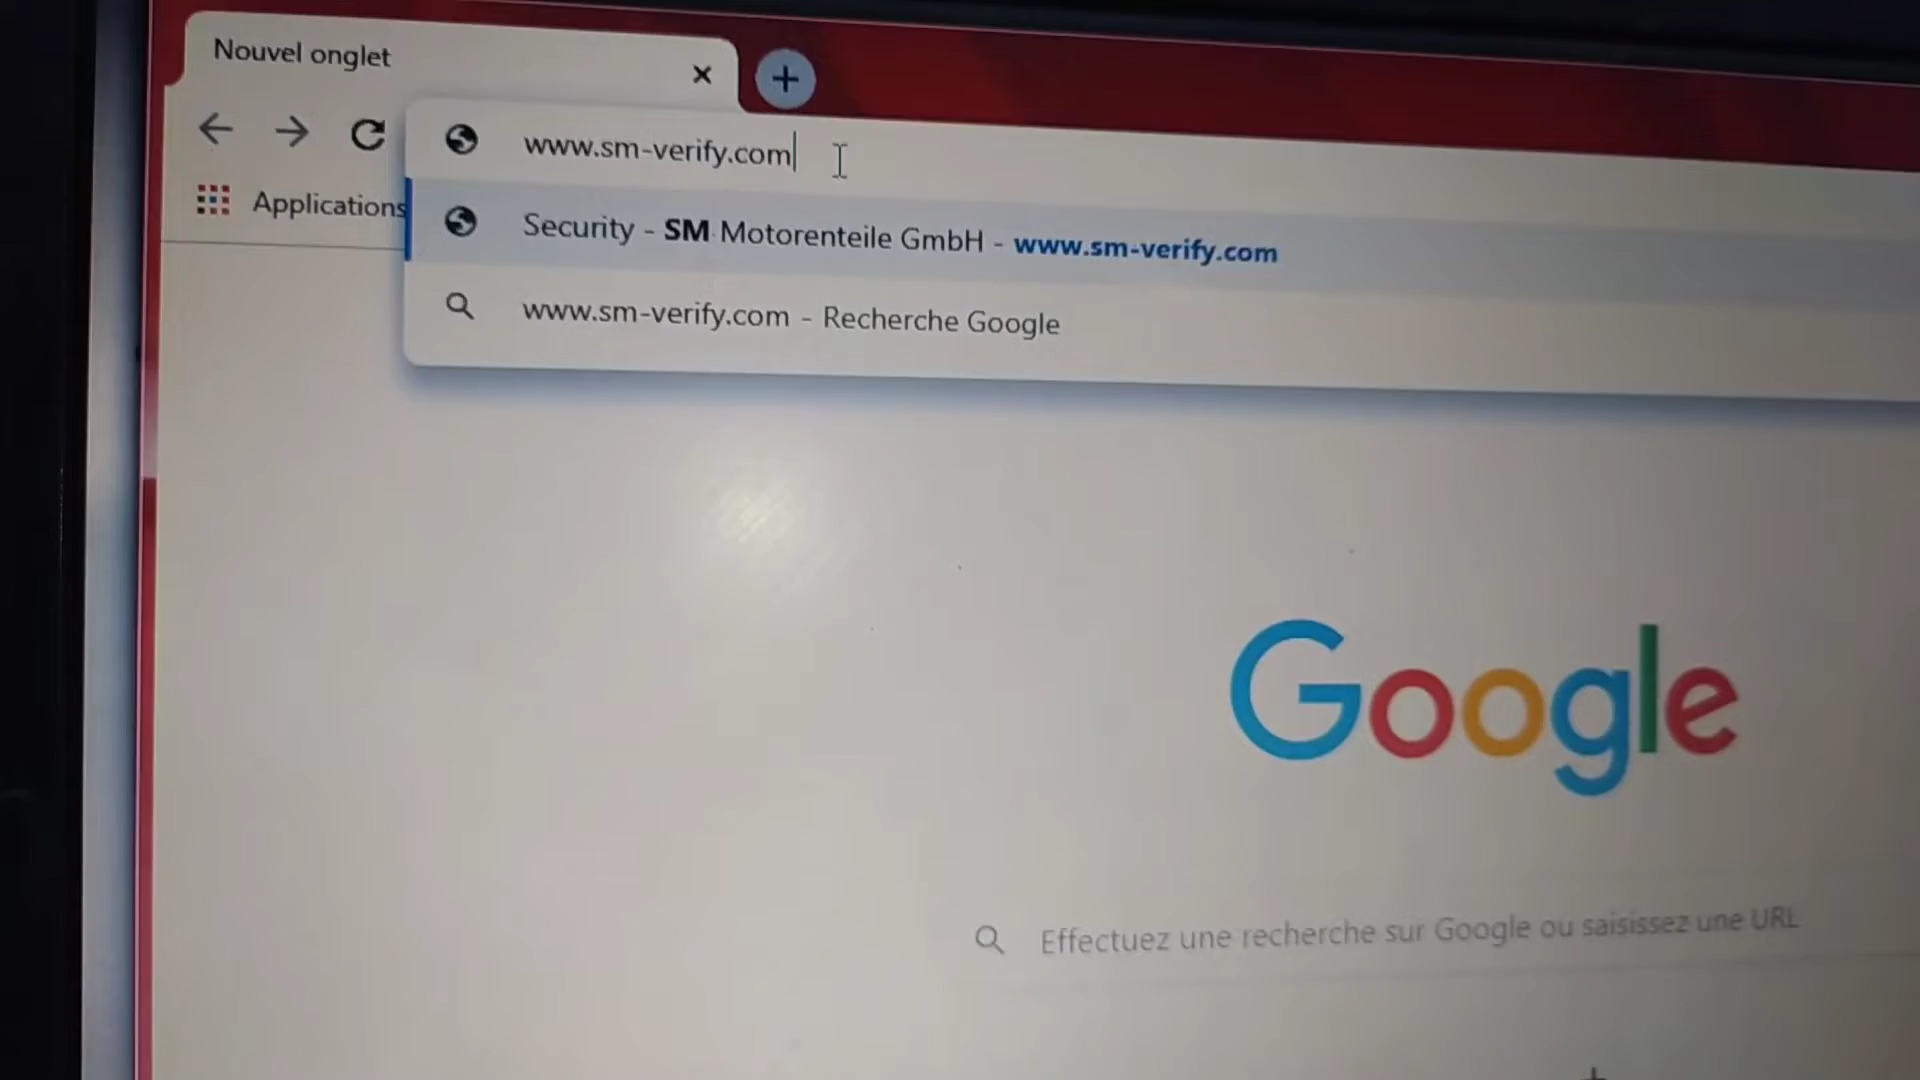 Nouvel onglet
www.sm-verify.com
Applications
Security - SM Motorenteile GmbH - www.sm-verify.com
www.sm-verify.com - Recherche Google
Google
Effectuez une recherche sur Google ou saisissez une URL